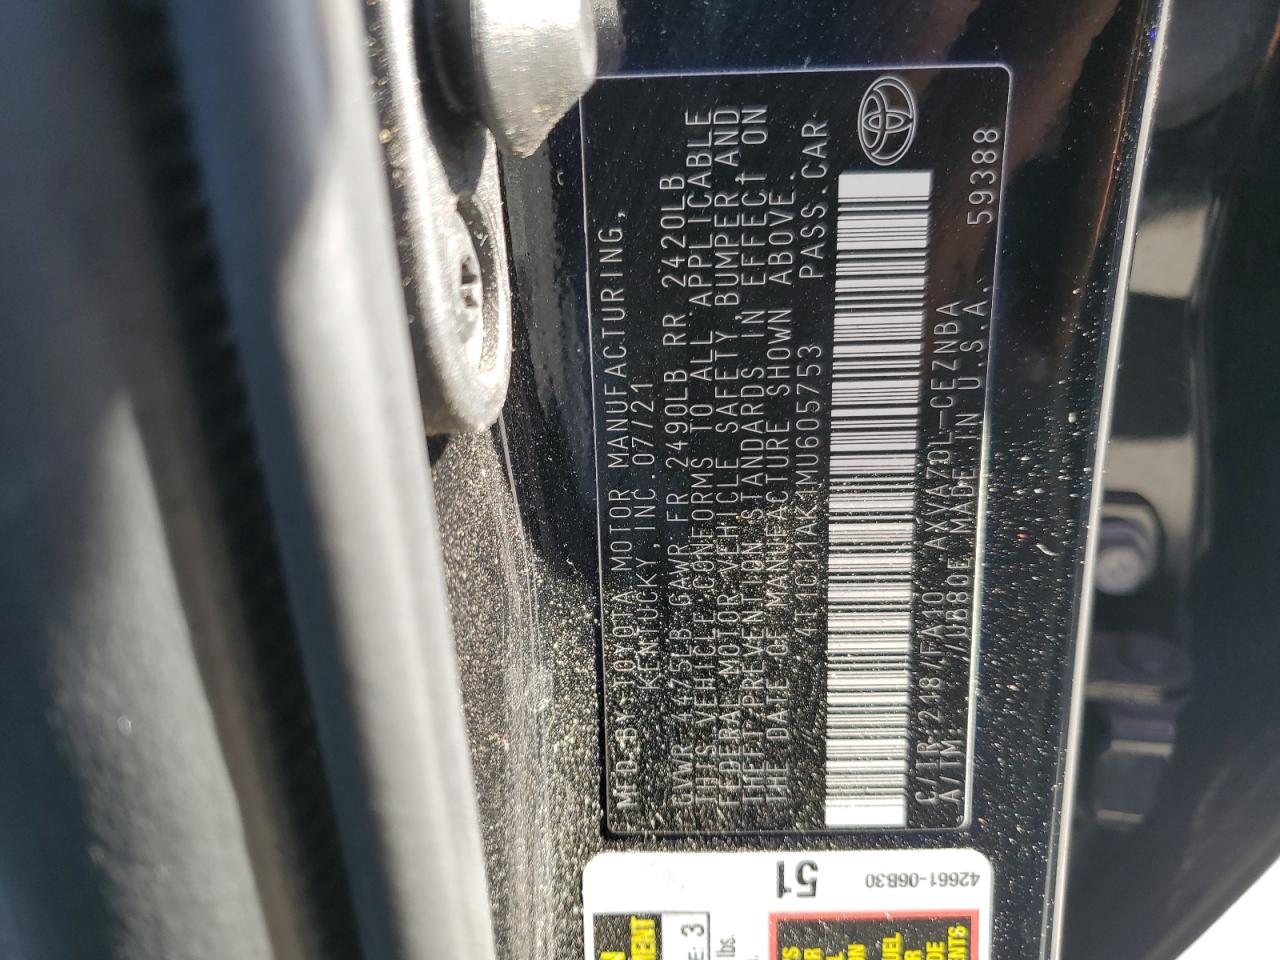 MFD.BY:TOYOTA MOTOR MANUFACTURING,
KENTUCKY,INC.07/21
GVWR 4475LB GAWR FR 2490LB RR 2420LB
THIS VEHICLE CONFORMS TO ALL APPLICABLE
FEDERAL MOTOR VEHICLE SAFETY,BUMPER AND
THEFT PREVENTION STANDARDS IN EFFECT ON
THE DATE OF MANUFACTURE SHOWN ABOVE.
4T1C11AK1MU605753 PASS.CAR
C/TR:218/FA10 AXVA70L-CEZNBA
A/TM: /UB80E MADE IN U.S.A. 59388
51
42661-06B30
3
lbs.